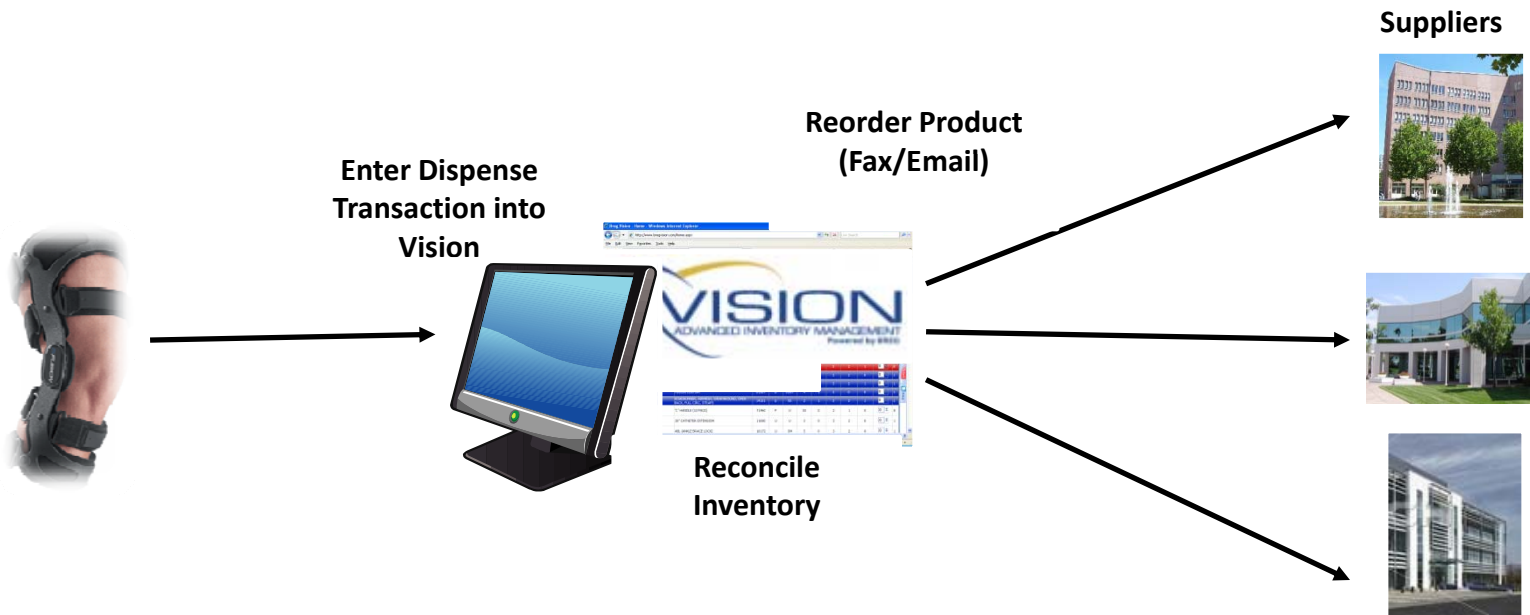 Suppliers
Reorder Product
(Fax/Email)
Enter Dispense
Transaction into
Vision
VISION
ADVANCED INVENTORY MANAGEMENT
Powered by BREG
Reconcile
Inventory